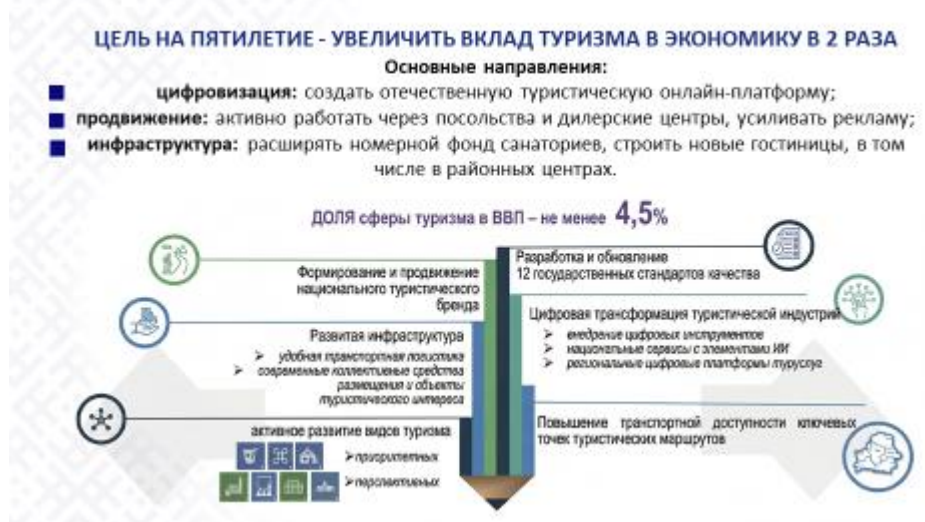 ЦЕЛЬ НА ПЯТИЛЕТИЕ - УВЕЛИЧИТЬ ВКЛАД ТУРИЗМА В ЭКОНОМИКУ В 2 РАЗА
Основные направления:
цифровизация: создать отечественную туристическую онлайн-платформу;
продвижение: активно работать через посольства и дилерские центры, усиливать рекламу;
инфраструктура: расширять номерной фонд санаториев, строить новые гостиницы, в том
числе в районных центрах.
ДОЛЯ сферы туризма в ВВП – не менее 4,5%
Формирование и продвижение
национального туристического
бренда
Развитая инфраструктура
➢ удобная транспортная логистика
➢ современные коллективные средства
размещения и объекты
туристического интереса
активное развитие видов туризма
➢приоритетных
➢перспективных
Разработка и обновление
12 государственных стандартов качества
Цифровая трансформация туристической индустрии
➢ внедрение цифровых инструментов
➢ национальные сервисы с элементами ИИ
➢ региональные цифровые платформы туруслуг
Повышение транспортной доступности ключевых
точек туристических маршрутов